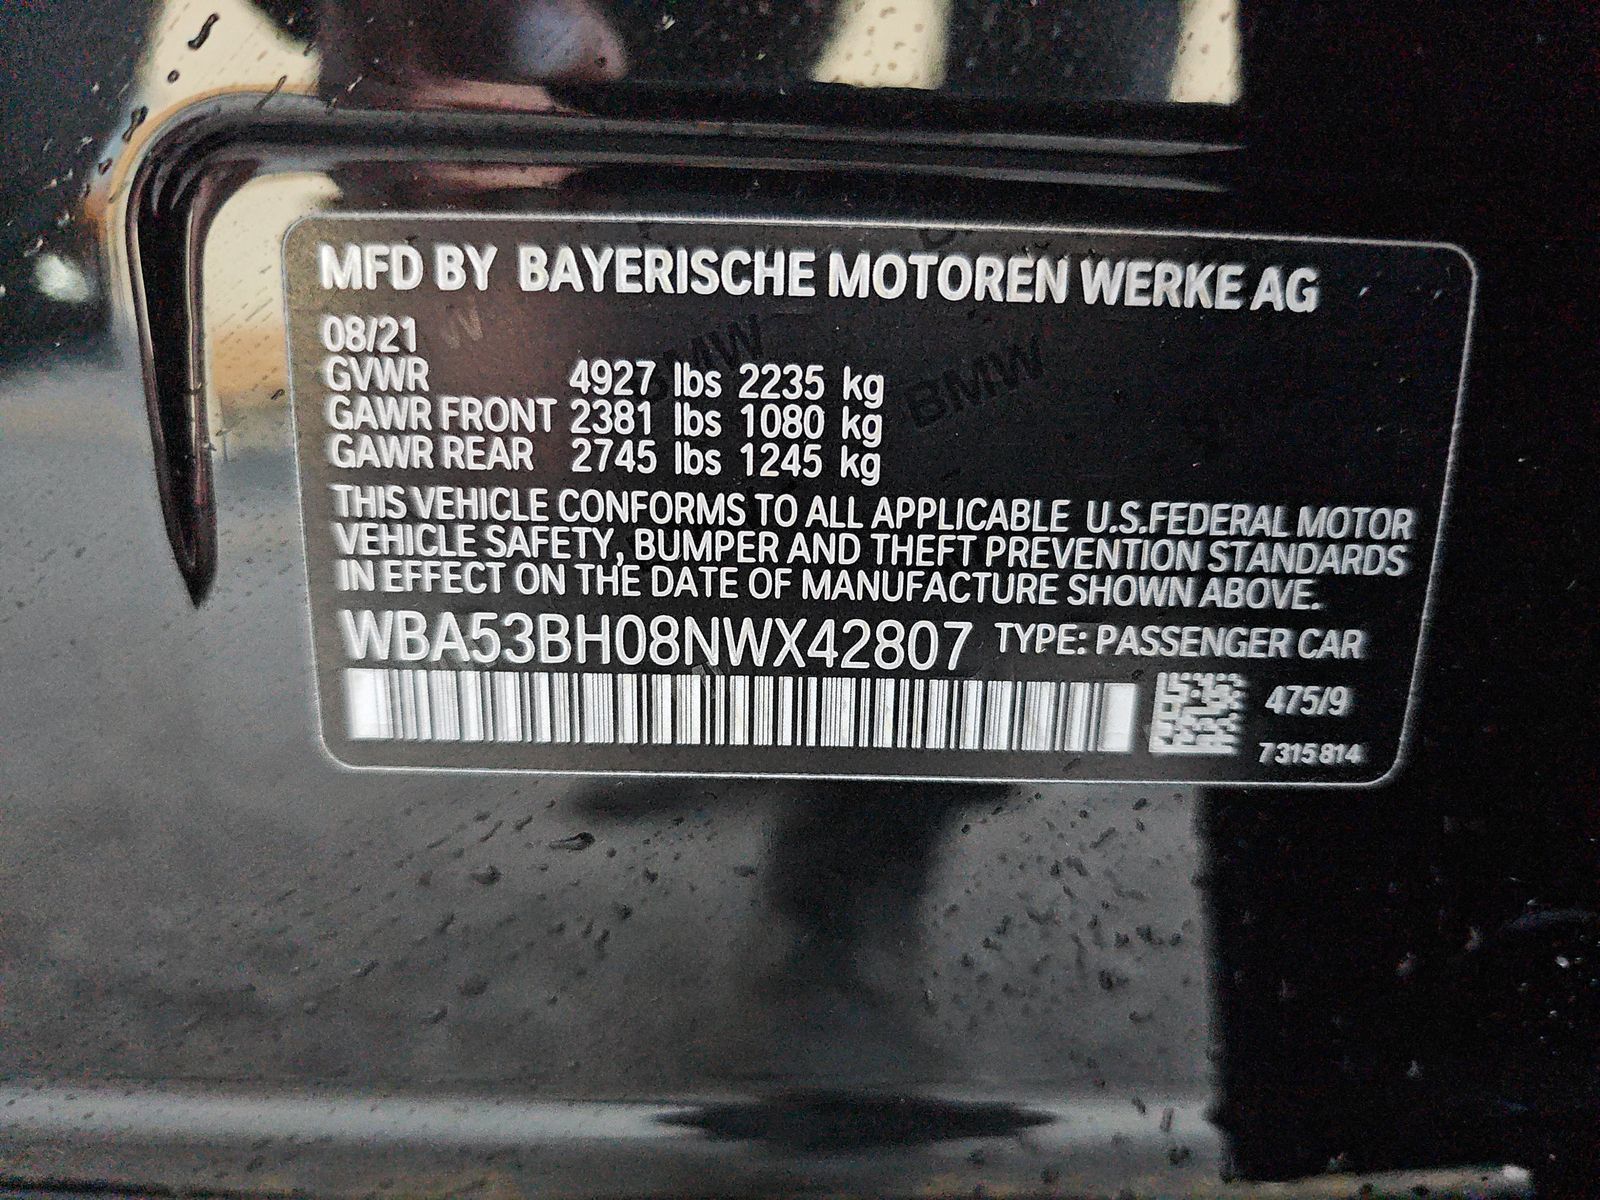 MFD BY BAYERISCHE MOTOREN WERKE AG
08/21
GVWR 4927 lbs 2235 kg
GAWR FRONT 2381 lbs 1080 kg
GAWR REAR 2745 lbs 1245 kg
THIS VEHICLE CONFORMS TO ALL APPLICABLE U.S.FEDERAL MOTOR
VEHICLE SAFETY, BUMPER AND THEFT PREVENTION STANDARDS
IN EFFECT ON THE DATE OF MANUFACTURE SHOWN ABOVE.
WBA53BH08NWX42807 TYPE: PASSENGER CAR
475/9
7315814
BMW
BMW